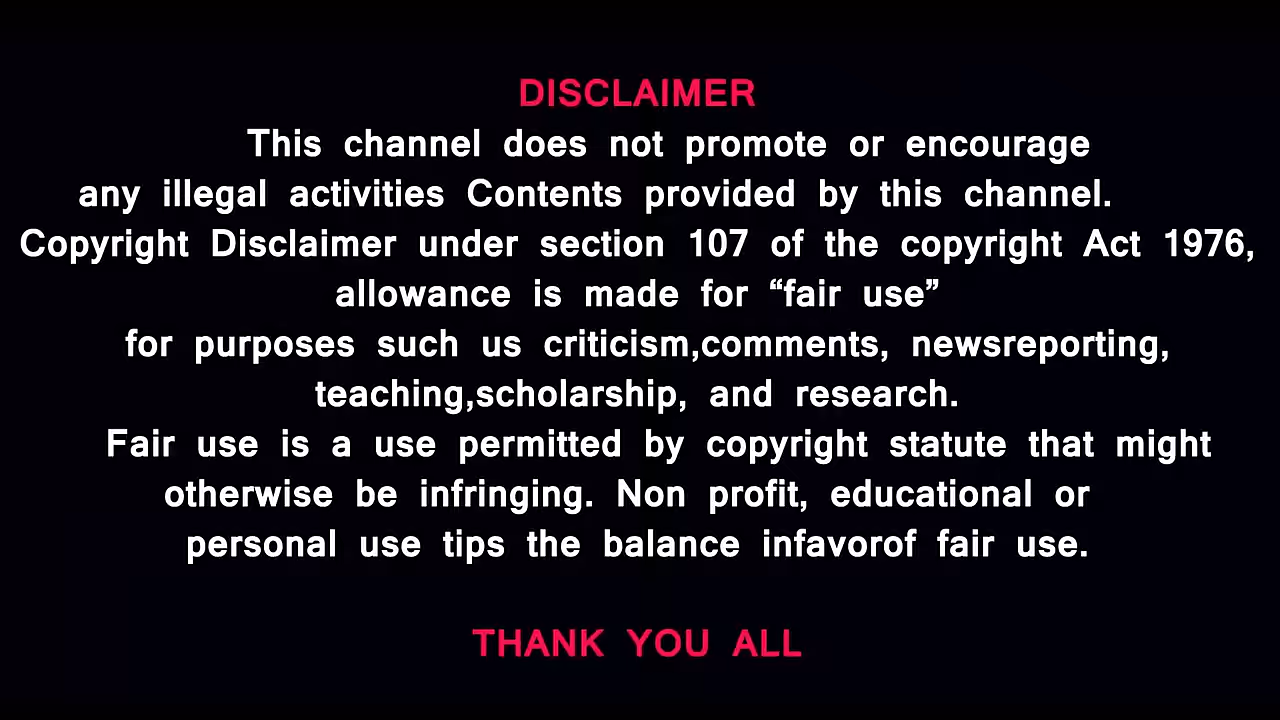 DISCLAIMER
This channel does not promote or encourage
any illegal activities Contents provided by this channel.
Copyright Disclaimer under section 107 of the copyright Act 1976,
allowance is made for “fair use”
for purposes such us criticism,comments, newsreporting,
teaching,scholarship, and research.
Fair use is a use permitted by copyright statute that might
otherwise be infringing. Non profit, educational or
personal use tips the balance infavorof fair use.
THANK YOU ALL